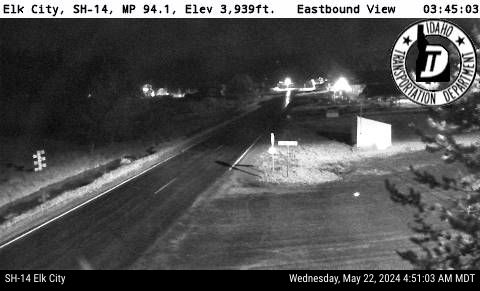 Elk City, SH-14, MP 94.1, Elev 3,939ft. Eastbound View 03:45:03
IDAHO
TRANSPORTATION DEPARTMENT
SH-14 Elk City Wednesday, May 22, 2024 4:51:03 AM MDT